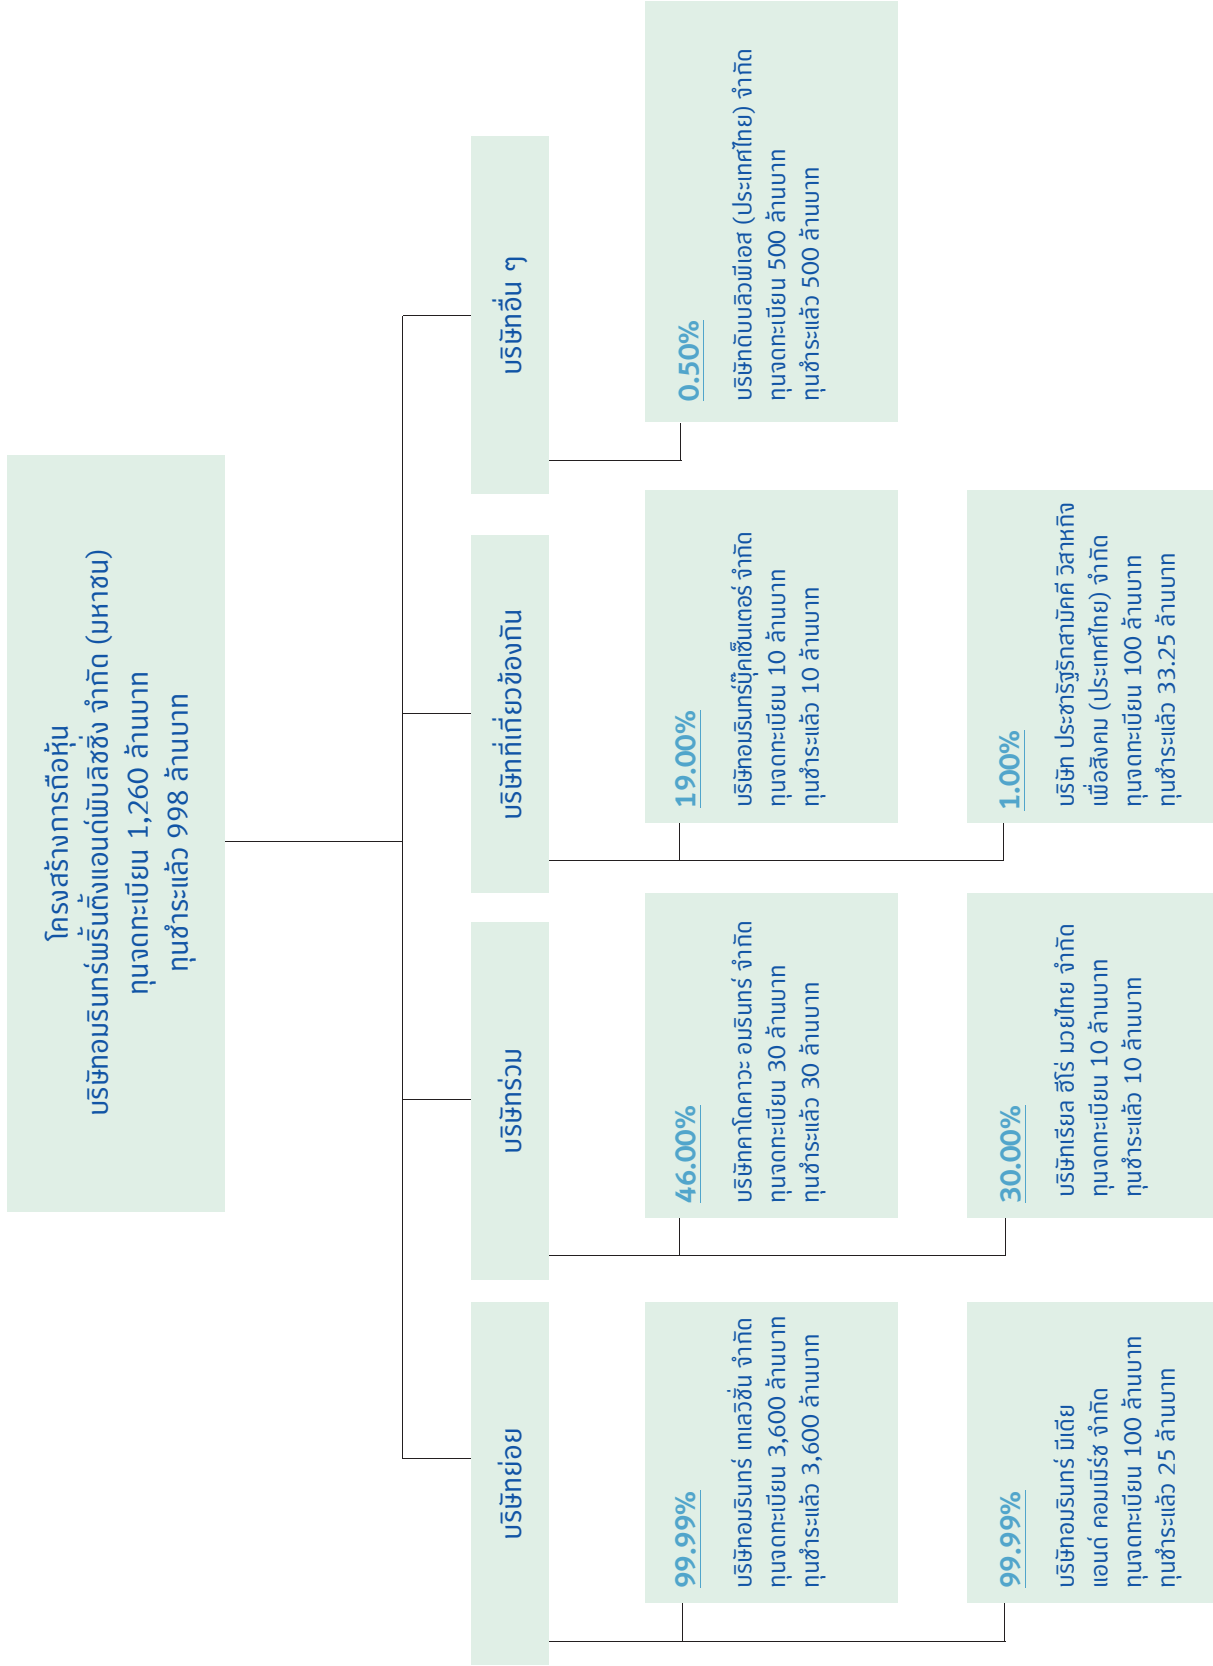 โครงสร้างการถือหุ้น
บริษัทอมรินทร์พริ้นติ้งแอนด์พับลิชชิ่ง จำกัด (มหาชน)
ทุนจดทะเบียน 1,260 ล้านบาท
ทุนชำระแล้ว 998 ล้านบาท
บริษัทย่อย
99.99%
บริษัทอมรินทร์ เทเลวิชั่น จำกัด
ทุนจดทะเบียน 3,600 ล้านบาท
ทุนชำระแล้ว 3,600 ล้านบาท
99.99%
บริษัทอมรินทร์ มีเดีย
แอนด์ คอมเมิร์ซ จำกัด
ทุนจดทะเบียน 100 ล้านบาท
ทุนชำระแล้ว 25 ล้านบาท
บริษัทร่วม
46.00%
บริษัทคาโดคาวะ อมรินทร์ จำกัด
ทุนจดทะเบียน 30 ล้านบาท
ทุนชำระแล้ว 30 ล้านบาท
30.00%
บริษัทเรียล ฮีโร่ มวยไทย จำกัด
ทุนจดทะเบียน 10 ล้านบาท
ทุนชำระแล้ว 10 ล้านบาท
บริษัทที่เกี่ยวข้องกัน
19.00%
บริษัทอมรินทร์บุ๊คเซ็นเตอร์ จำกัด
ทุนจดทะเบียน 10 ล้านบาท
ทุนชำระแล้ว 10 ล้านบาท
1.00%
บริษัท ประชารัฐรักสามัคคี วิสาหกิจ
เพื่อสังคม (ประเทศไทย) จำกัด
ทุนจดทะเบียน 100 ล้านบาท
ทุนชำระแล้ว 33.25 ล้านบาท
บริษัทอื่น ๆ
0.50%
บริษัทดับบลิวพีเอส (ประเทศไทย) จำกัด
ทุนจดทะเบียน 500 ล้านบาท
ทุนชำระแล้ว 500 ล้านบาท